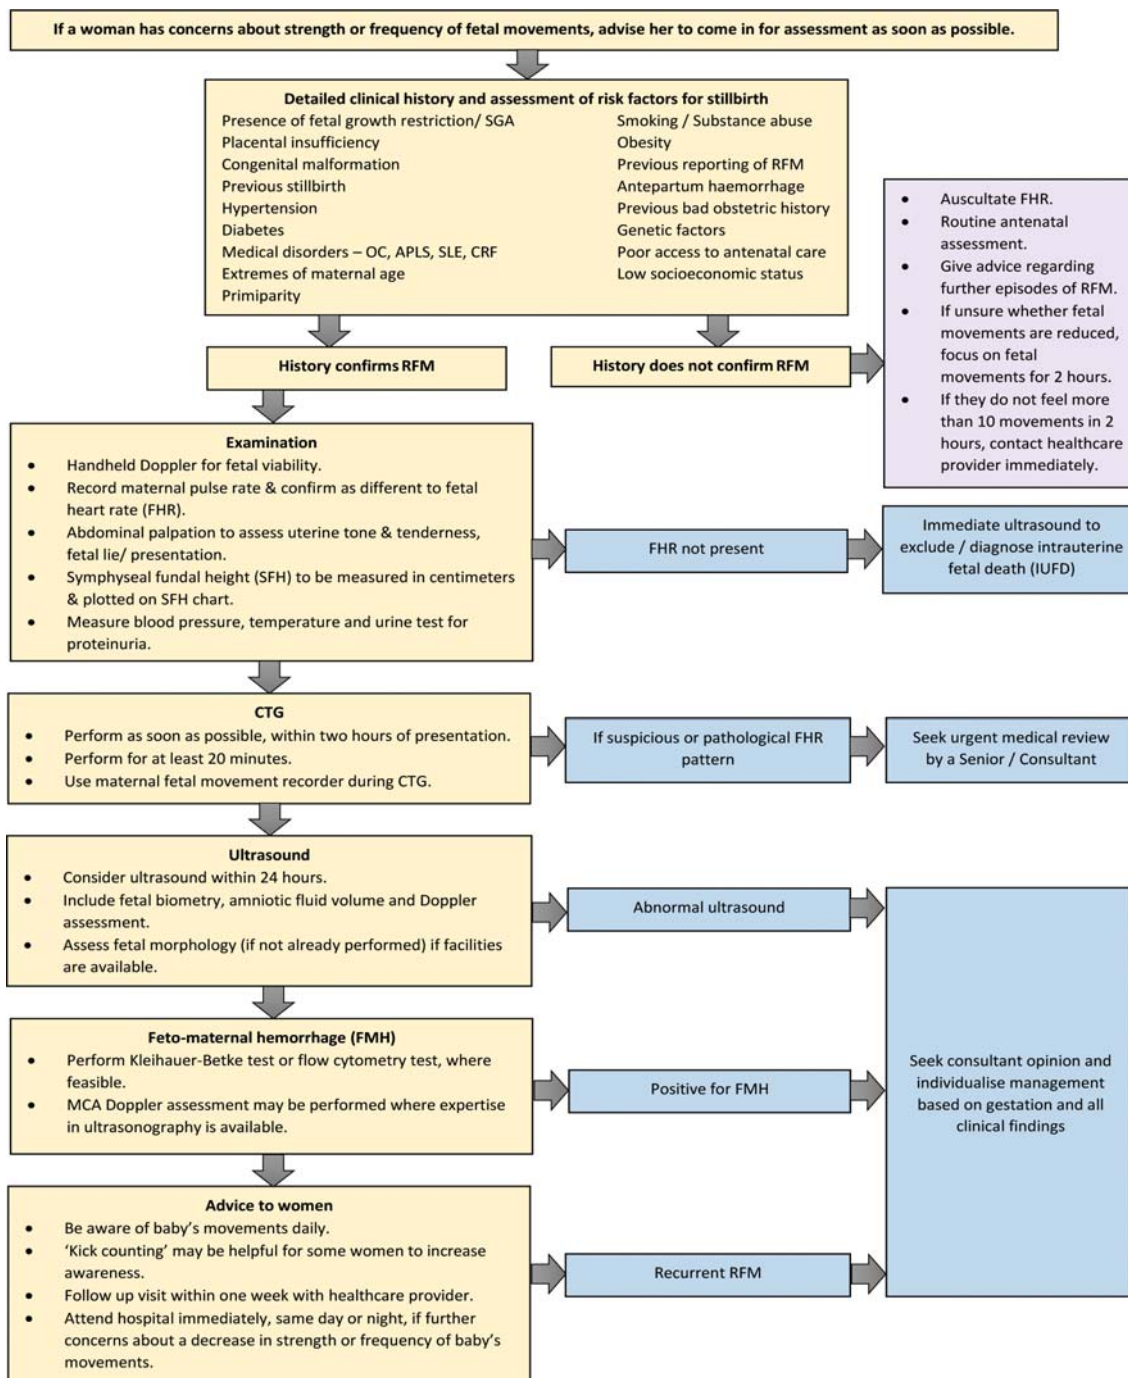 If a woman has concerns about strength or frequency of fetal movements, advise her to come in for assessment as soon as possible.
Detailed clinical history and assessment of risk factors for stillbirth
Presence of fetal growth restriction/ SGA
Placental insufficiency
Congenital malformation
Previous stillbirth
Hypertension
Diabetes
Medical disorders – OC, APLS, SLE, CRF
Extremes of maternal age
Primiparity
Smoking / Substance abuse
Obesity
Previous reporting of RFM
Antepartum haemorrhage
Previous bad obstetric history
Genetic factors
Poor access to antenatal care
Low socioeconomic status
History confirms RFM
History does not confirm RFM
• Auscultate FHR.
• Routine antenatal
assessment.
• Give advice regarding
further episodes of RFM.
• If unsure whether fetal
movements are reduced,
focus on fetal
movements for 2 hours.
• If they do not feel more
than 10 movements in 2
hours, contact healthcare
provider immediately.
Examination
• Handheld Doppler for fetal viability.
• Record maternal pulse rate & confirm as different to fetal
heart rate (FHR).
• Abdominal palpation to assess uterine tone & tenderness,
fetal lie/ presentation.
• Symphyseal fundal height (SFH) to be measured in centimeters
& plotted on SFH chart.
• Measure blood pressure, temperature and urine test for
proteinuria.
FHR not present
Immediate ultrasound to
exclude / diagnose intrauterine
fetal death (IUFD)
CTG
• Perform as soon as possible, within two hours of presentation.
• Perform for at least 20 minutes.
• Use maternal fetal movement recorder during CTG.
If suspicious or pathological FHR
pattern
Seek urgent medical review
by a Senior / Consultant
Ultrasound
• Consider ultrasound within 24 hours.
• Include fetal biometry, amniotic fluid volume and Doppler
assessment.
• Assess fetal morphology (if not already performed) if facilities
are available.
Abnormal ultrasound
Feto-maternal hemorrhage (FMH)
• Perform Kleihauer-Betke test or flow cytometry test, where
feasible.
• MCA Doppler assessment may be performed where expertise
in ultrasonography is available.
Positive for FMH
Seek consultant opinion and
individualise management
based on gestation and all
clinical findings
Advice to women
• Be aware of baby’s movements daily.
• ‘Kick counting’ may be helpful for some women to increase
awareness.
• Follow up visit within one week with healthcare provider.
• Attend hospital immediately, same day or night, if further
concerns about a decrease in strength or frequency of baby’s
movements.
Recurrent RFM